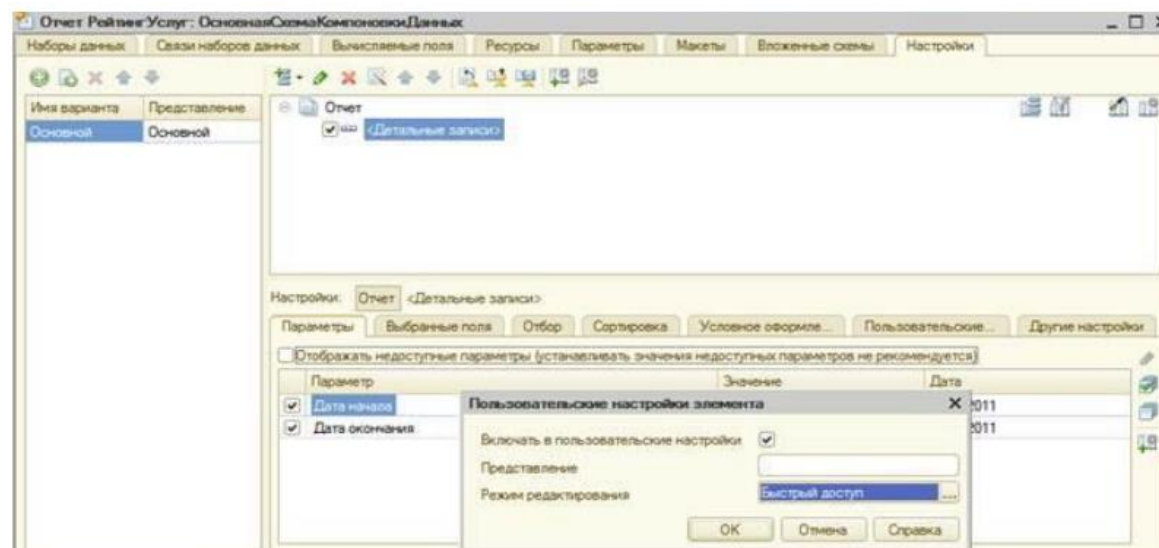 Отчет РейтингУслуг: ОсновнаяСхемаКомпоновкиДанных
Наборы данных Связи наборов данных Вычисляемые поля Ресурсы Параметры Макеты Вложенные схемы Настройки
Имя варианта Представление
Основной Основной
Отчет
<Детальные записи>
Настройки: Отчет <Детальные записи>
Параметры Выбранные поля Отбор Сортировка Условное оформле... Пользовательские... Другие настройки
Отображать недоступные параметры (устанавливать значения недоступных параметров не рекомендуется)
Параметр Значение Дата
Дата начала 2011
Дата окончания 2011
Пользовательские настройки элемента
Включать в пользовательские настройки
Представление
Режим редактирования Быстрый доступ ...
OK Отмена Справка